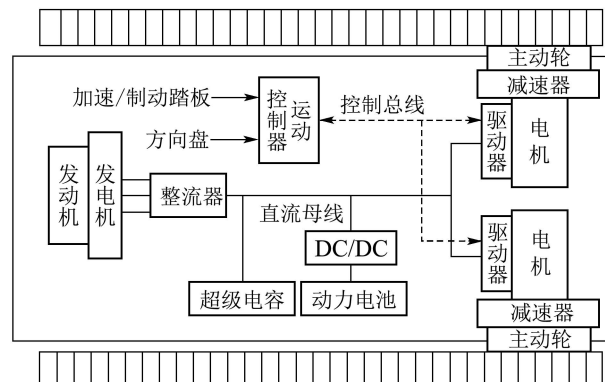 主动轮
减速器
加速/制动踏板
控制器
运动
控制总线
驱动器
电机
方向盘
发动机
发电机
整流器
直流母线
DC/DC
驱动器
电机
超级电容
动力电池
减速器
主动轮